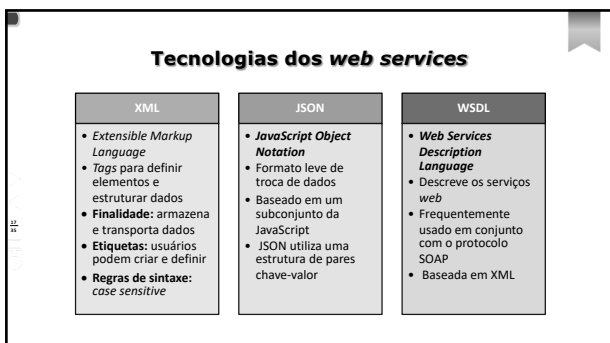 Tecnologias dos web services
XML
• Extensible Markup
Language
• Tags para definir
elementos e
estruturar dados
• Finalidade: armazena
e transporta dados
• Etiquetas: usuários
podem criar e definir
• Regras de sintaxe:
case sensitive
JSON
• JavaScript Object
Notation
• Formato leve de
troca de dados
• Baseado em um
subconjunto da
JavaScript
• JSON utiliza uma
estrutura de pares
chave-valor
WSDL
• Web Services
Description
Language
• Descreve os serviços
web
• Frequentemente
usado em conjunto
com o protocolo
SOAP
• Baseada em XML
17
35